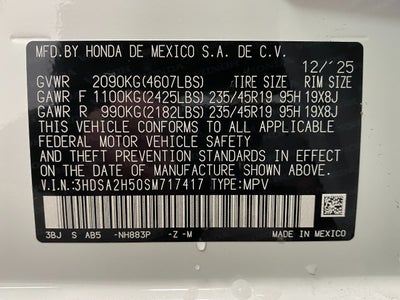 MFD.BY HONDA DE MEXICO S.A. DE C.V.
12/'25
GVWR 2090KG(4607LBS) TIRE SIZE RIM SIZE
GAWR F 1100KG(2425LBS) 235/45R19 95H 19X8J
GAWR R 990KG(2182LBS) 235/45R19 95H 19X8J
THIS VEHICLE CONFORMS TO ALL APPLICABLE
FEDERAL MOTOR VEHICLE SAFETY
AND THEFT PREVENTION STANDARDS IN EFFECT ON THE
DATE OF MANUFACTURE SHOWN ABOVE.
V.I.N:3HDSA2H50SM717417 TYPE:MPV
3BJ S AB5 -NH883P -Z -M MADE IN MEXICO